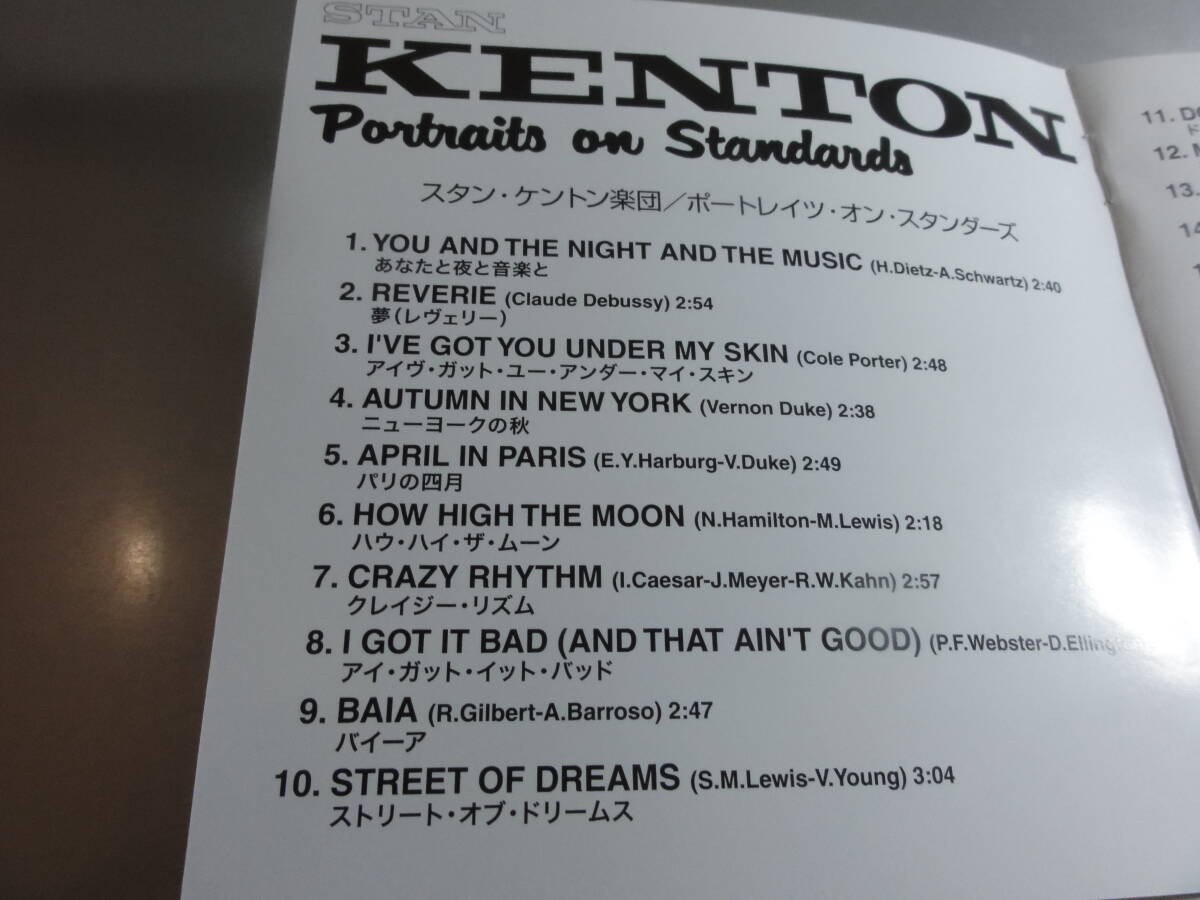 STAN
KENTON
Portraits on Standards
スタン・ケントン楽団／ポートレイツ・オン・スタンダーズ
1. YOU AND THE NIGHT AND THE MUSIC (H.Dietz-A.Schwartz) 2:40
あなたと夜と音楽と
2. REVERIE (Claude Debussy) 2:54
夢（レヴェリー）
3. I'VE GOT YOU UNDER MY SKIN (Cole Porter) 2:48
アイヴ・ガット・ユー・アンダー・マイ・スキン
4. AUTUMN IN NEW YORK (Vernon Duke) 2:38
ニューヨークの秋
5. APRIL IN PARIS (E.Y.Harburg-V.Duke) 2:49
パリの四月
6. HOW HIGH THE MOON (N.Hamilton-M.Lewis) 2:18
ハウ・ハイ・ザ・ムーン
7. CRAZY RHYTHM (I.Caesar-J.Meyer-R.W.Kahn) 2:57
クレイジー・リズム
8. I GOT IT BAD (AND THAT AIN'T GOOD) (P.F.Webster-D.Elling
アイ・ガット・イット・バッド
9. BAIA (R.Gilbert-A.Barroso) 2:47
バイーア
10. STREET OF DREAMS (S.M.Lewis-V.Young) 3:04
ストリート・オブ・ドリームス
11. D
12.
13.